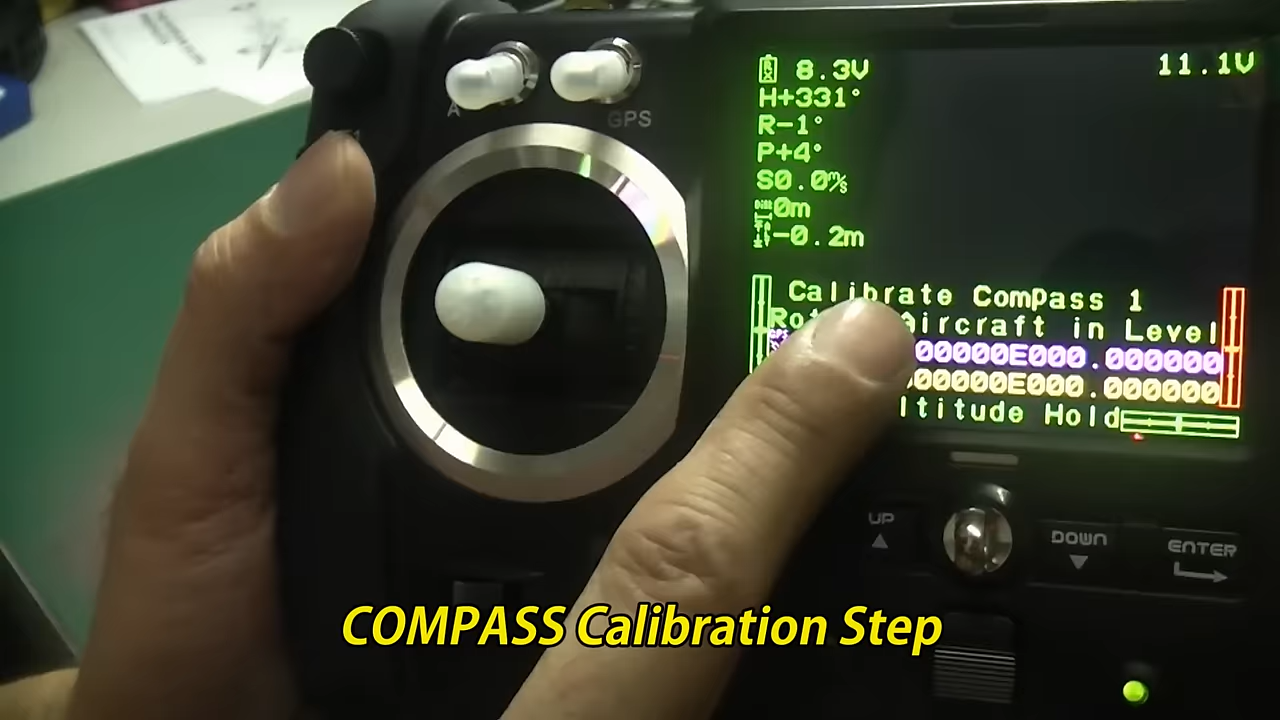 A
GPS
8.3V
11.1V
H+331°
R-1°
P+4°
S0.0m/s
0m
-0.2m
Calibrate Compass 1
Aircraft in Level
00000E000.000000
00000E000.000000
ltitude Hold
UP
DOWN
ENTER
COMPASS Calibration Step